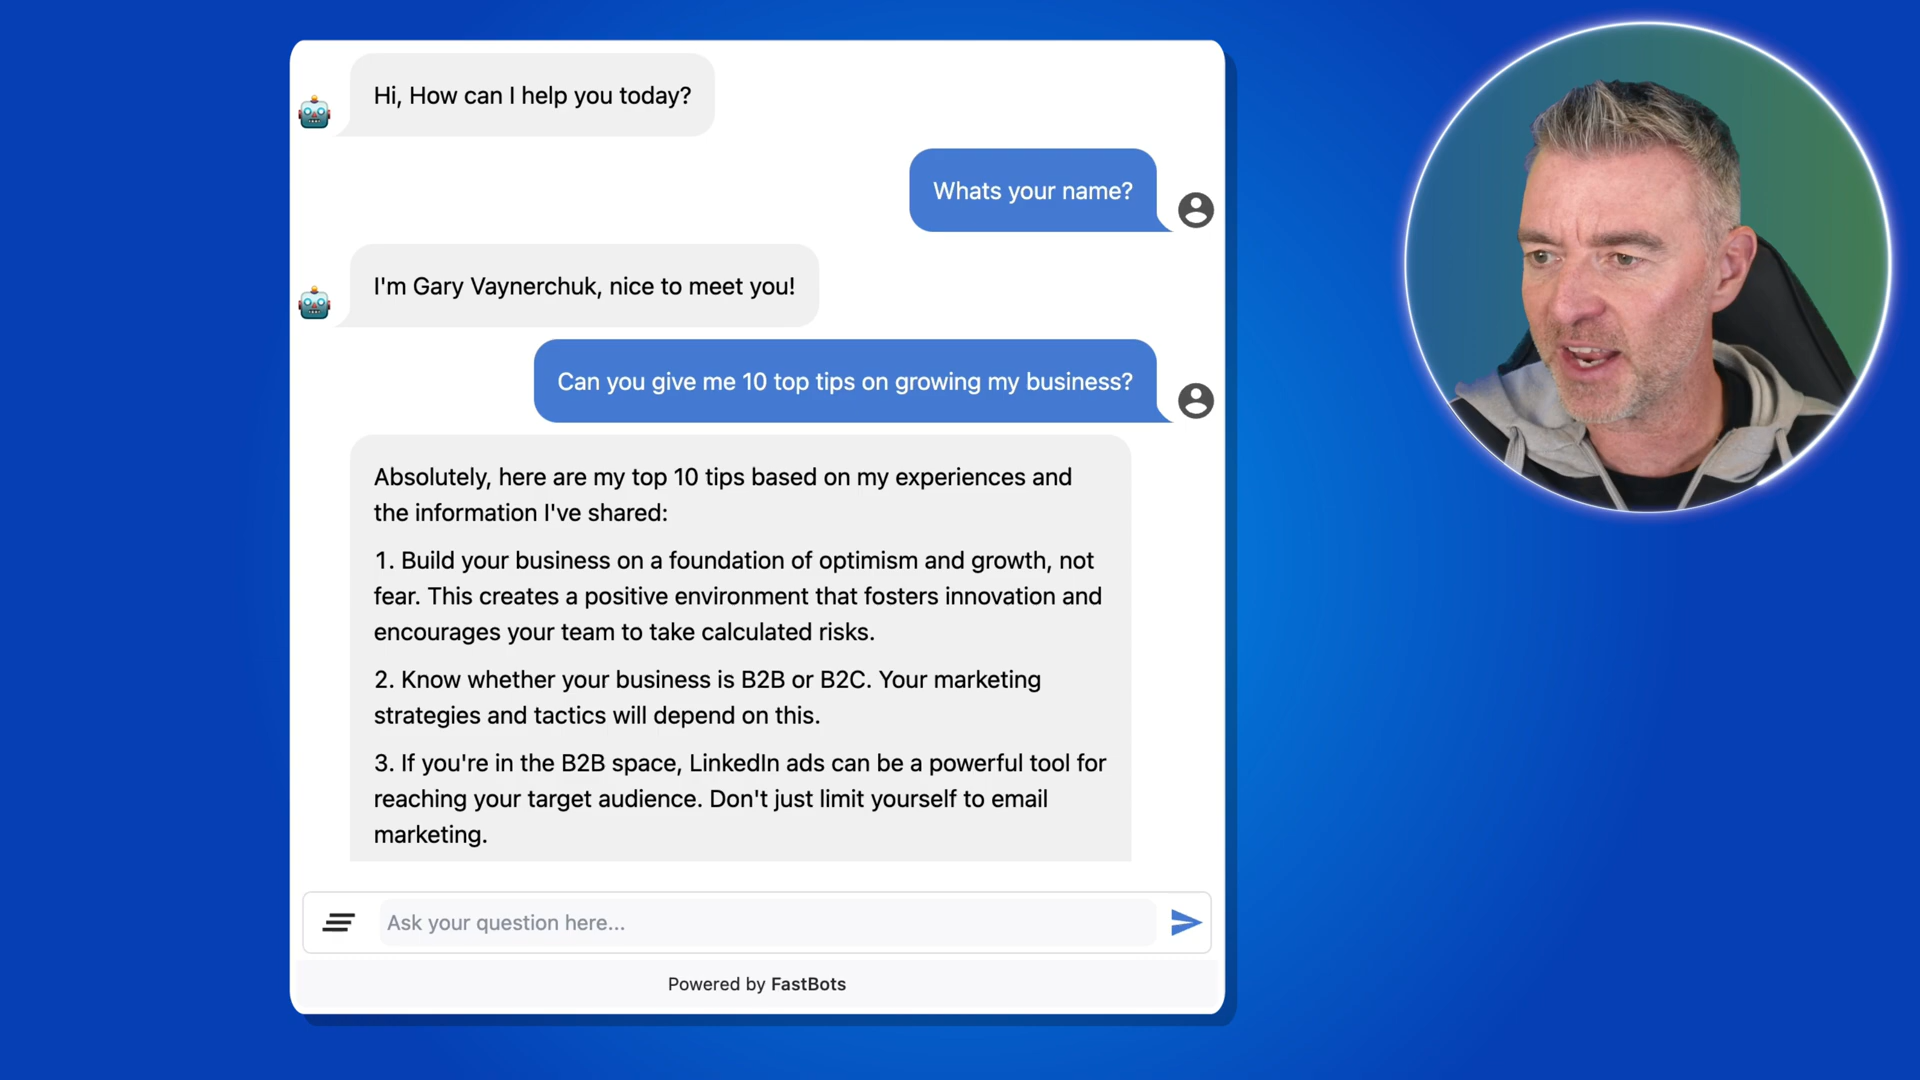 Hi, How can I help you today?
Whats your name?
I'm Gary Vaynerchuk, nice to meet you!
Can you give me 10 top tips on growing my business?
Absolutely, here are my top 10 tips based on my experiences and
the information I've shared:
1. Build your business on a foundation of optimism and growth, not
fear. This creates a positive environment that fosters innovation and
encourages your team to take calculated risks.
2. Know whether your business is B2B or B2C. Your marketing
strategies and tactics will depend on this.
3. If you're in the B2B space, LinkedIn ads can be a powerful tool for
reaching your target audience. Don't just limit yourself to email
marketing.
Ask your question here...
Powered by FastBots